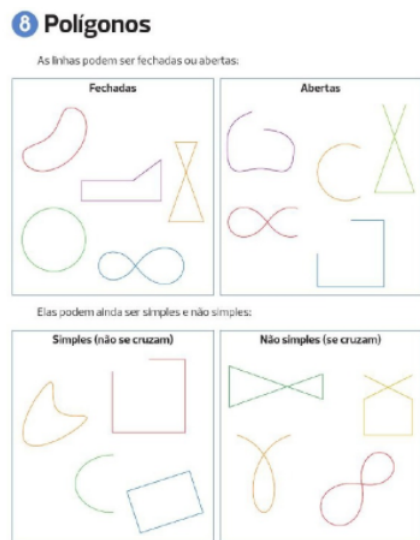 8 Polígonos
As linhas podem ser fechadas ou abertas:
Fechadas
Abertas
Elas podem ainda ser simples e não simples:
Simples (não se cruzam)
Não simples (se cruzam)